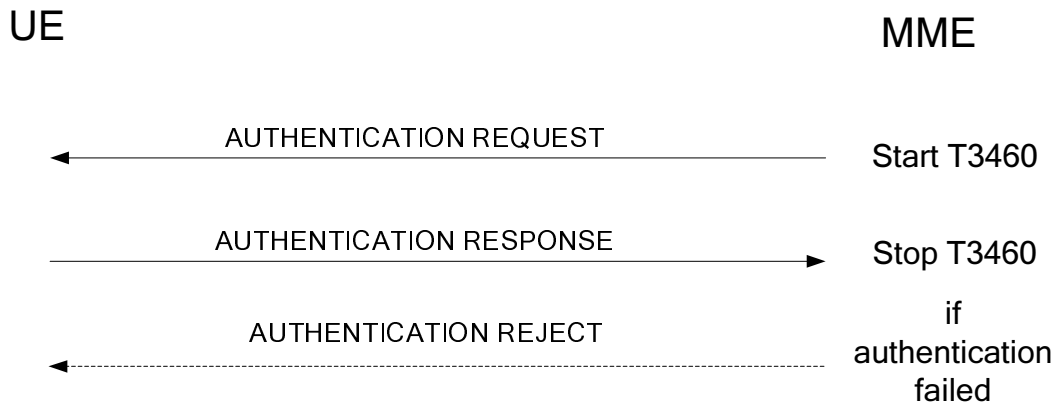 UE
MME
AUTHENTICATION REQUEST
Start T3460
AUTHENTICATION RESPONSE
Stop T3460
AUTHENTICATION REJECT
if
authentication
failed